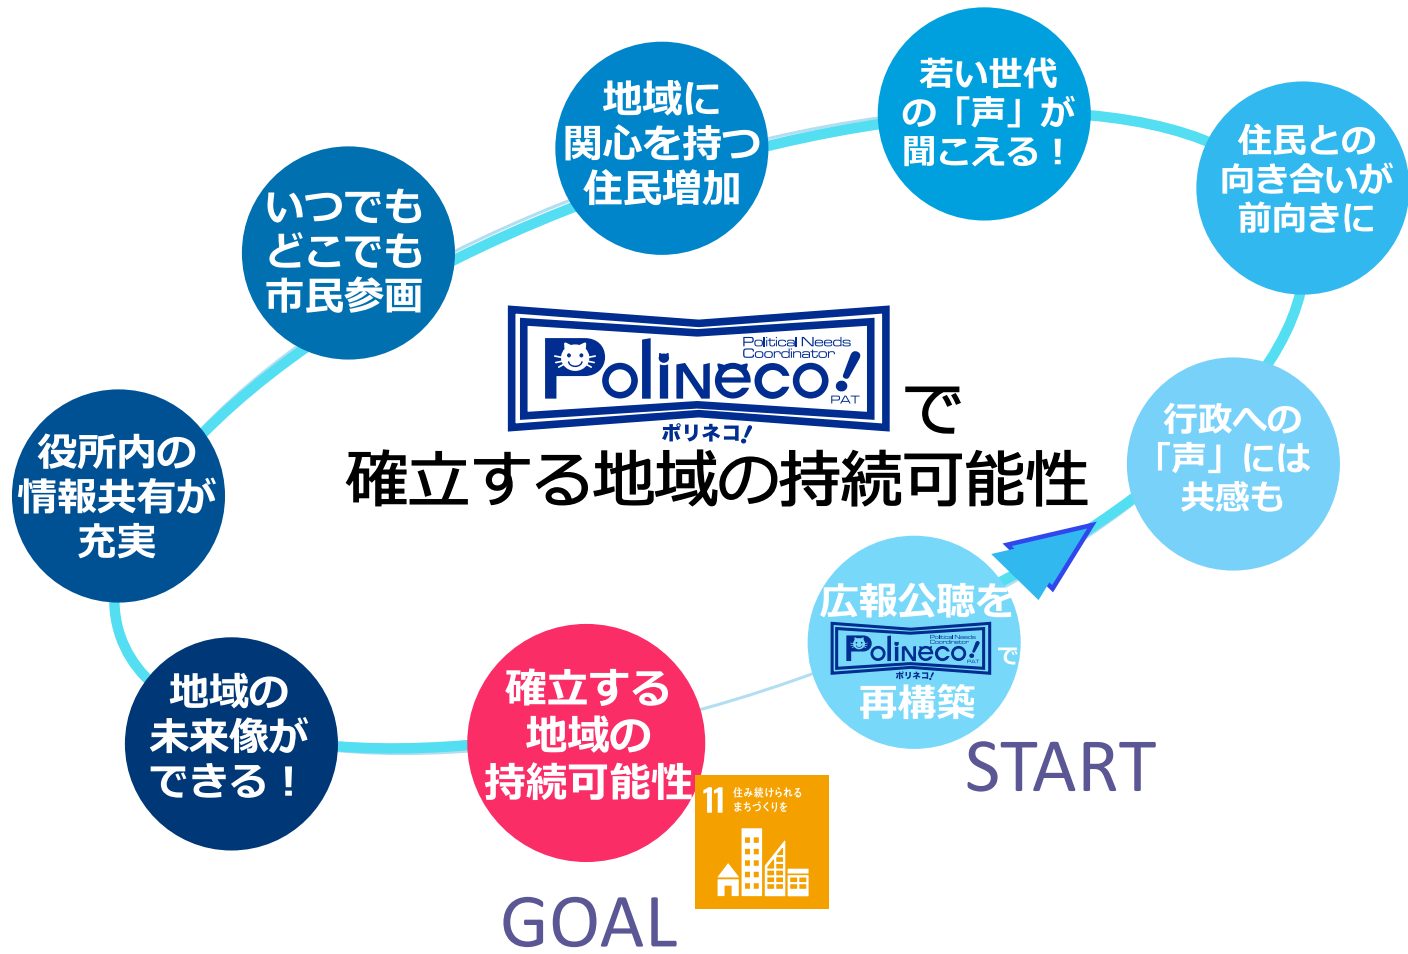 Polineco!
Political Needs
Coordinator
PAT
ポリネコ!
で
確立する地域の持続可能性
START
広報公聴を
Polineco!
Political Needs
Coordinator
PAT
ポリネコ!
で
再構築
行政への
「声」には
共感も
住民との
向き合いが
前向きに
若い世代
の「声」が
聞こえる！
地域に
関心を持つ
住民増加
いつでも
どこでも
市民参画
役所内の
情報共有が
充実
地域の
未来像が
できる！
確立する
地域の
持続可能性
11 住み続けられる
まちづくりを
GOAL